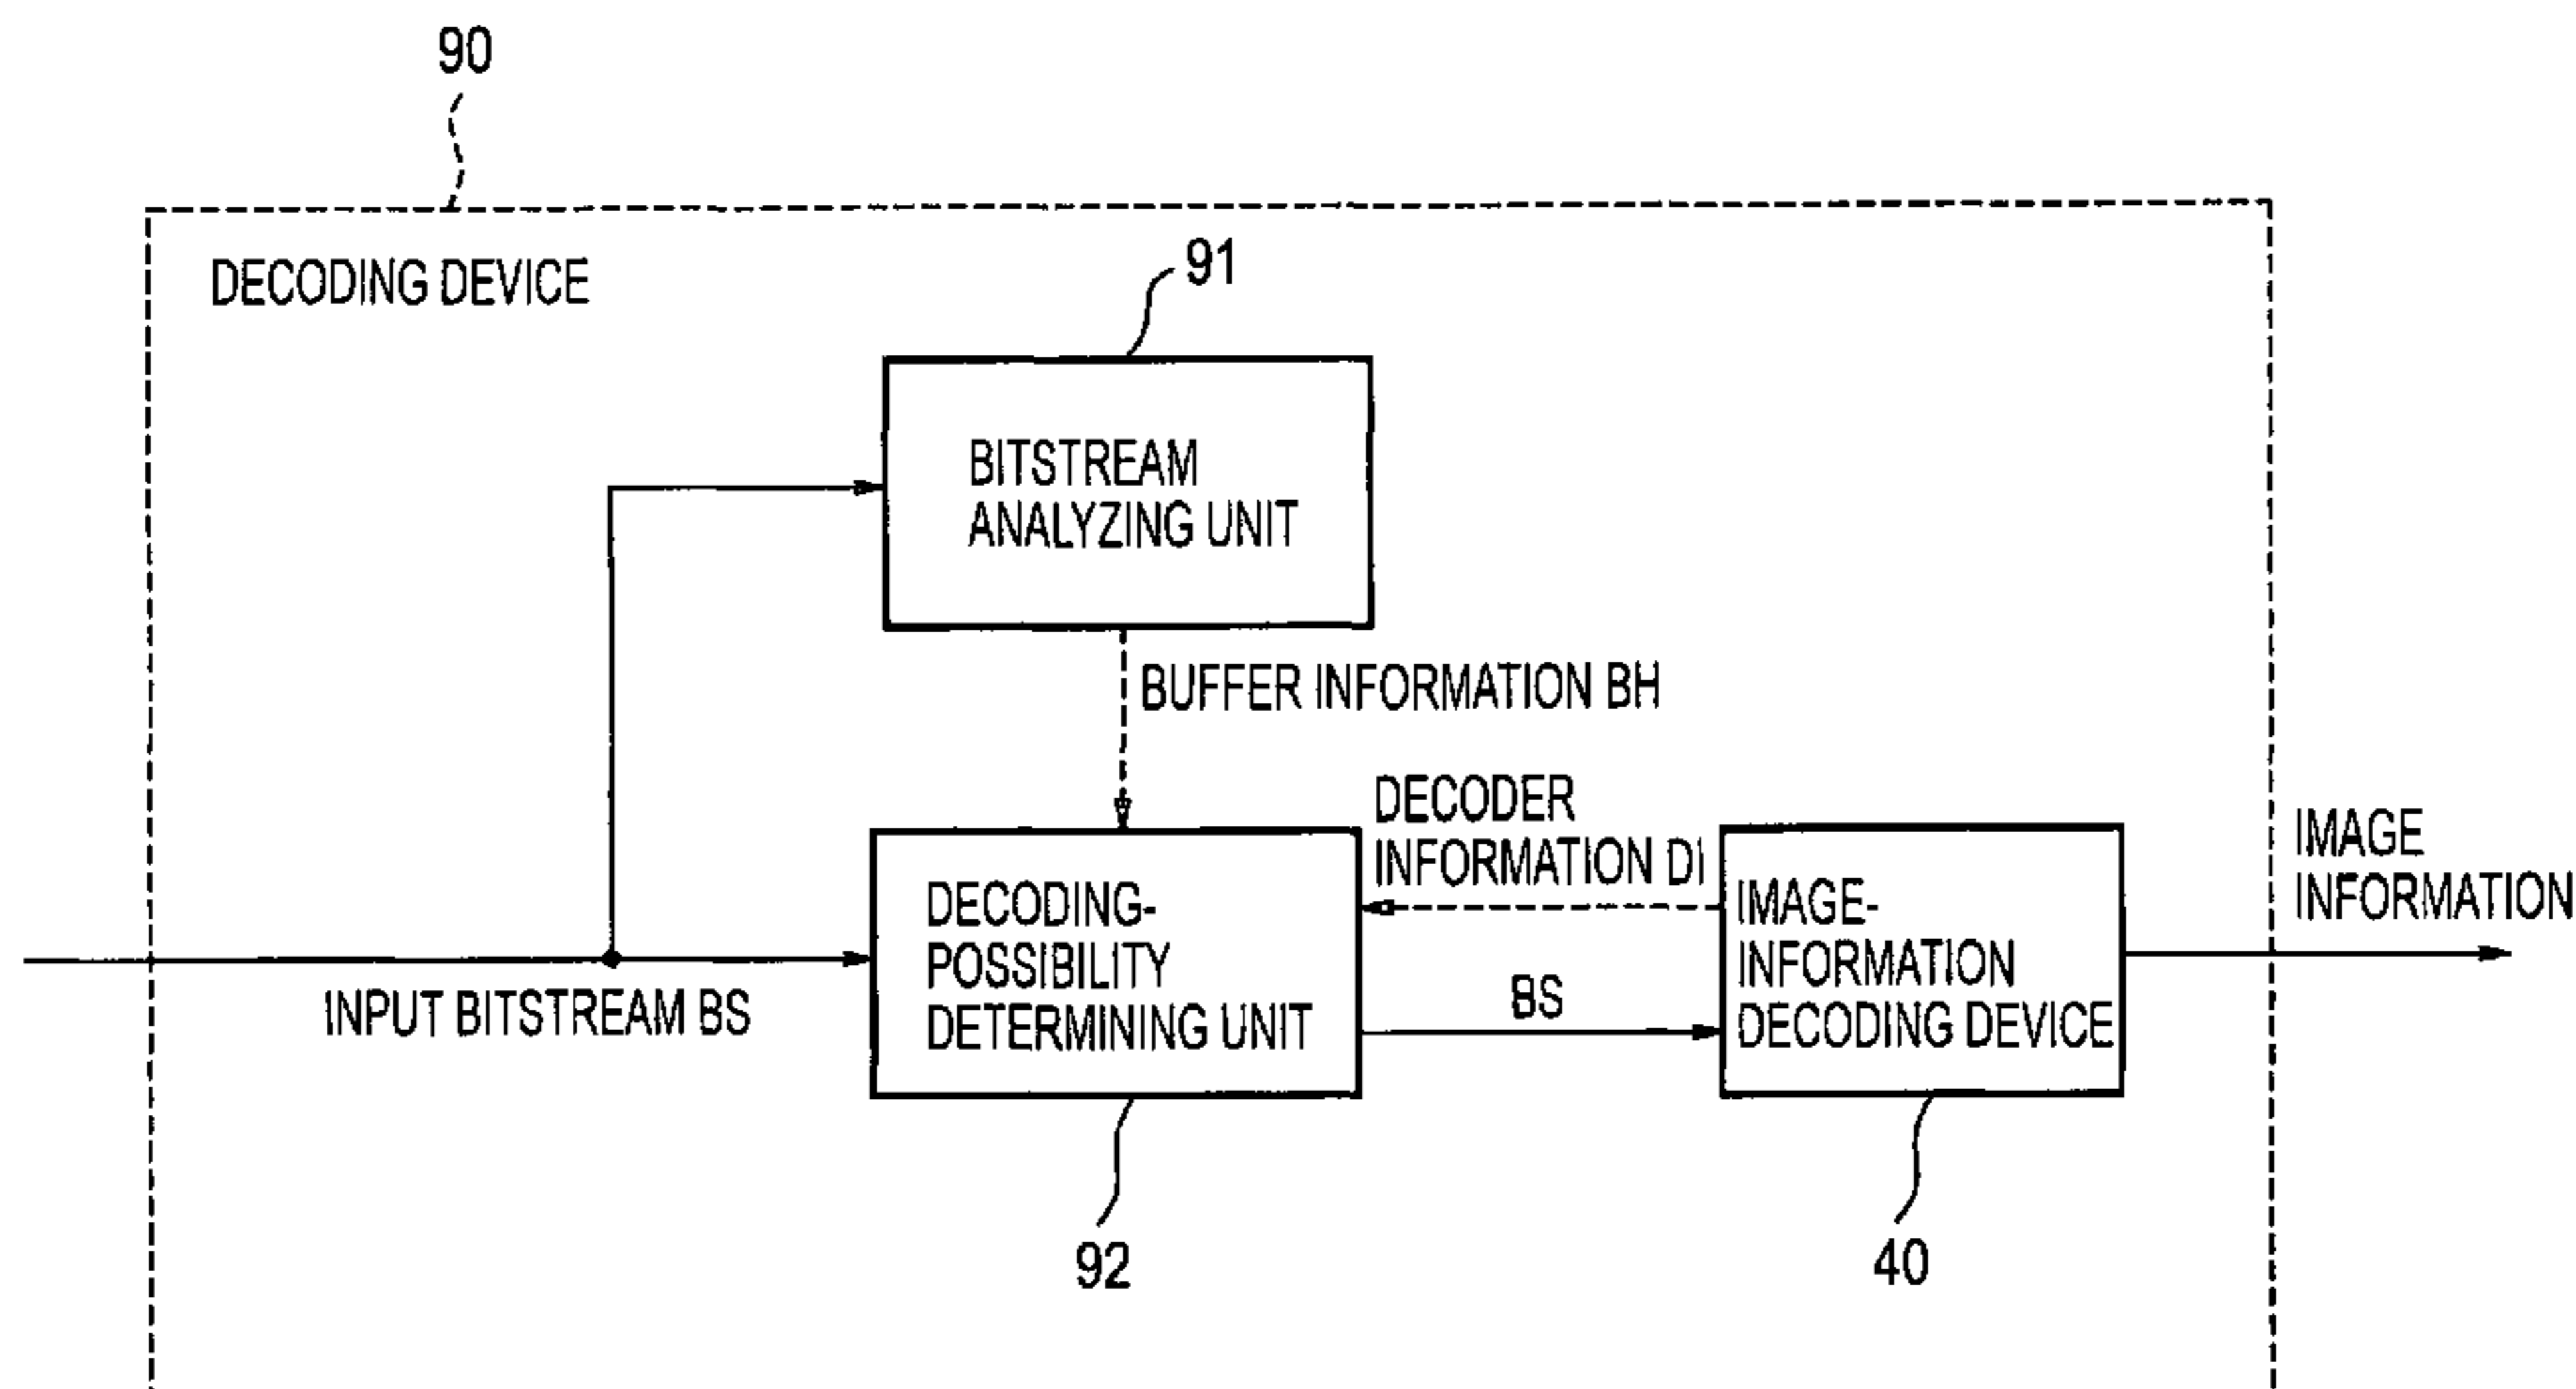 90
DECODING DEVICE
91
BITSTREAM
ANALYZING UNIT
BUFFER INFORMATION BH
DECODER
INFORMATION DI
IMAGE
INFORMATION
DECODING-
POSSIBILITY
DETERMINING UNIT
IMAGE-
INFORMATION
DECODING DEVICE
INPUT BITSTREAM BS
BS
92
40